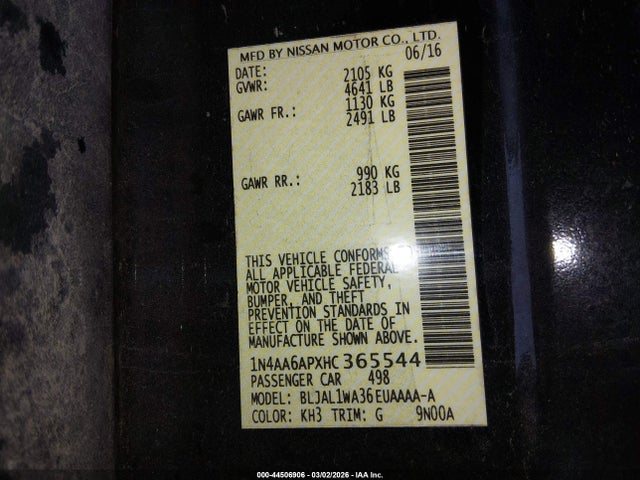 MFD BY NISSAN MOTOR CO., LTD.
DATE: 06/16
GVWR: 2105 KG
4641 LB
GAWR FR.: 1130 KG
2491 LB
GAWR RR.: 990 KG
2183 LB
THIS VEHICLE CONFORMS
ALL APPLICABLE FEDERAL
MOTOR VEHICLE SAFETY,
BUMPER, AND THEFT
PREVENTION STANDARDS IN
EFFECT ON THE DATE OF
MANUFACTURE SHOWN ABOVE.
1N4AA6APXHC365544
PASSENGER CAR 498
MODEL: BLJAL1WA36EUAAAA-A
COLOR: KH3 TRIM: G 9N00A
000-44506906 - 03/02/2026 - IAA Inc.